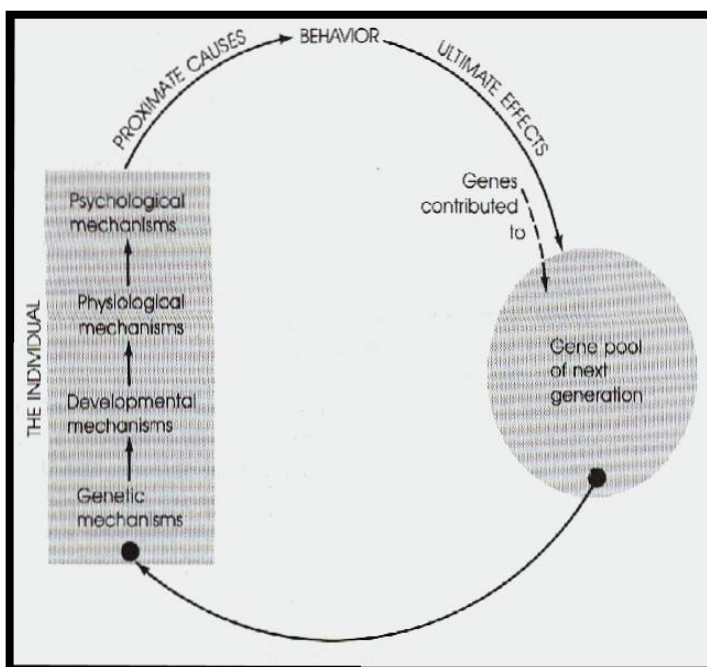 PROXIMATE CAUSES
BEHAVIOR
ULTIMATE EFFECTS
Genes
contributed
to
Gene pool
of next
generation
THE INDIVIDUAL
Psychological
mechanisms
Physiological
mechanisms
Developmental
mechanisms
Genetic
mechanisms